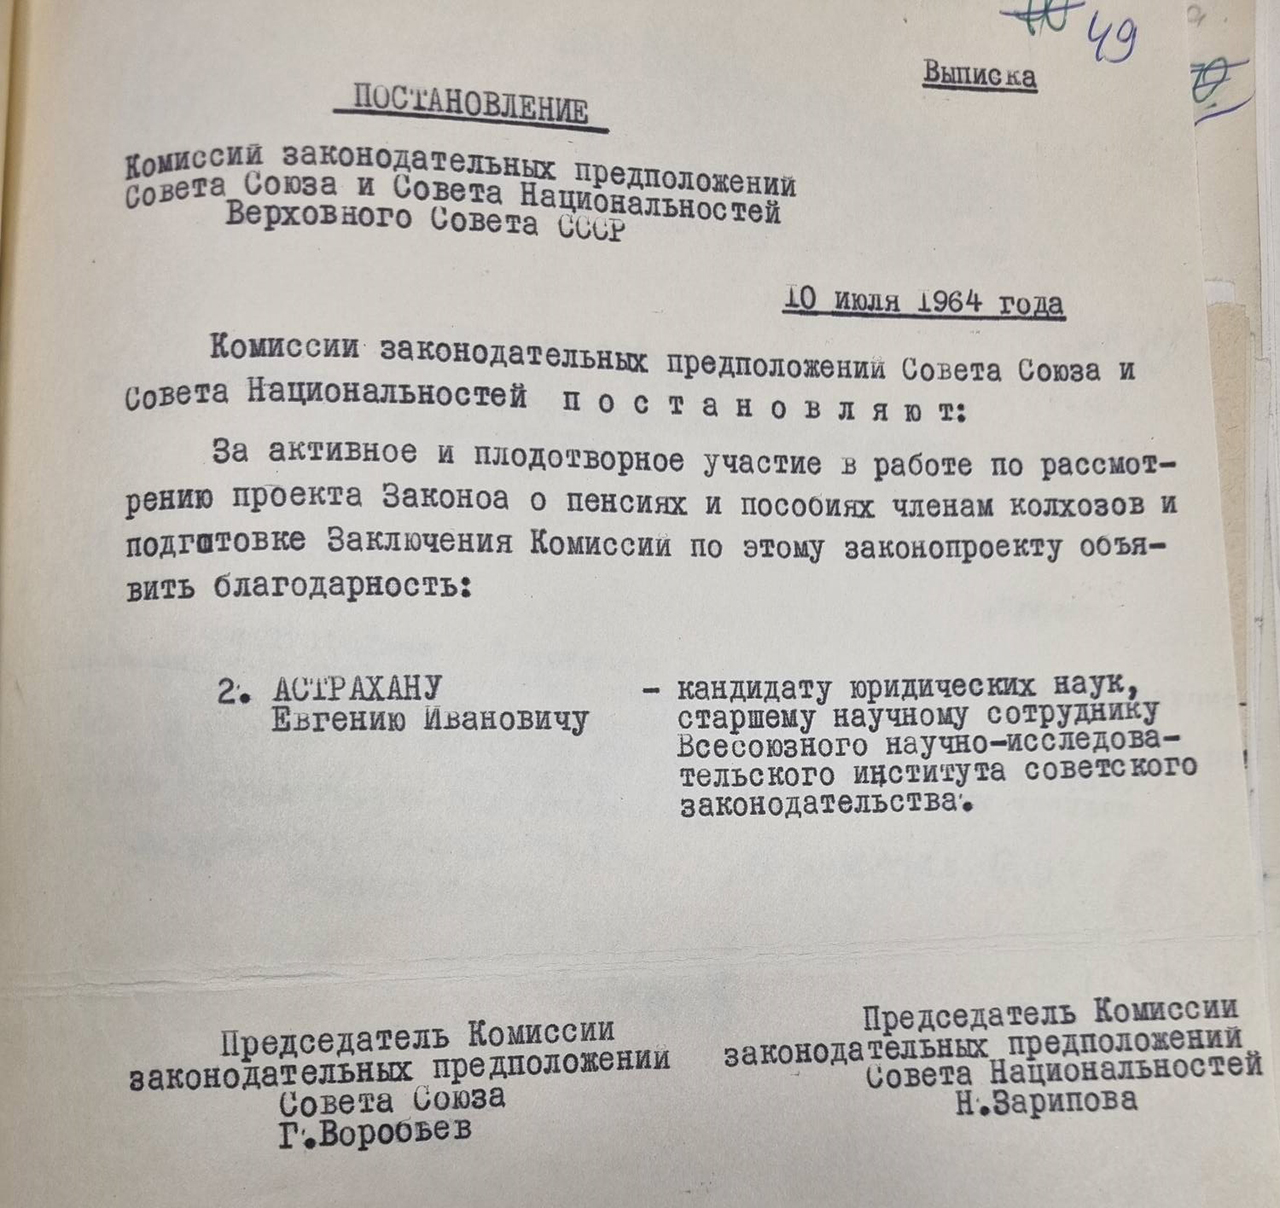 49
Выписка
ПОСТАНОВЛЕНИЕ
Комиссий законодательных предположений
Совета Союза и Совета Национальностей
Верховного Совета СССР
10 июля 1964 года
Комиссии законодательных предположений Совета Союза и
Совета Национальностей п о с т а н о в л я ю т:
За активное и плодотворное участие в работе по рассмот-
рению проекта Законоа о пенсиях и пособиях членам колхозов и
подготовке Заключения Комиссий по этому законопроекту объя-
вить благодарность:
2. АСТРАХАНУ - кандидату юридических наук,
Евгению Ивановичу старшему научному сотруднику
Всесоюзного научно-исследова-
тельского института советского
законодательства.
Председатель Комиссии
законодательных предположений
Совета Союза
Г.Воробьев
Председатель Комиссии
законодательных предположений
Совета Национальностей
Н.Зарипова